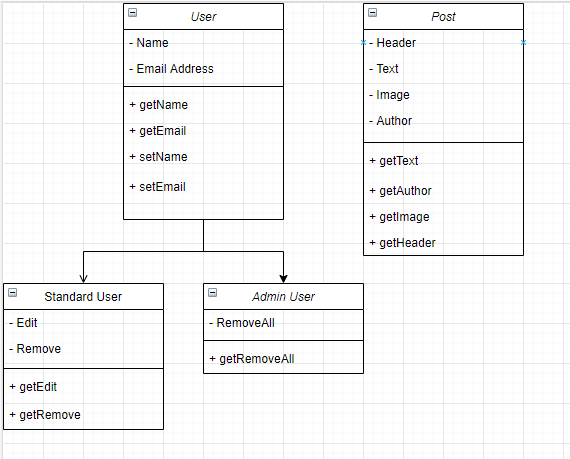 User
- Name
- Email Address
+ getName
+ getEmail
+ setName
+ setEmail
Post
- Header
- Text
- Image
- Author
+ getText
+ getAuthor
+ getImage
+ getHeader
Standard User
- Edit
- Remove
+ getEdit
+ getRemove
Admin User
- RemoveAll
+ getRemoveAll